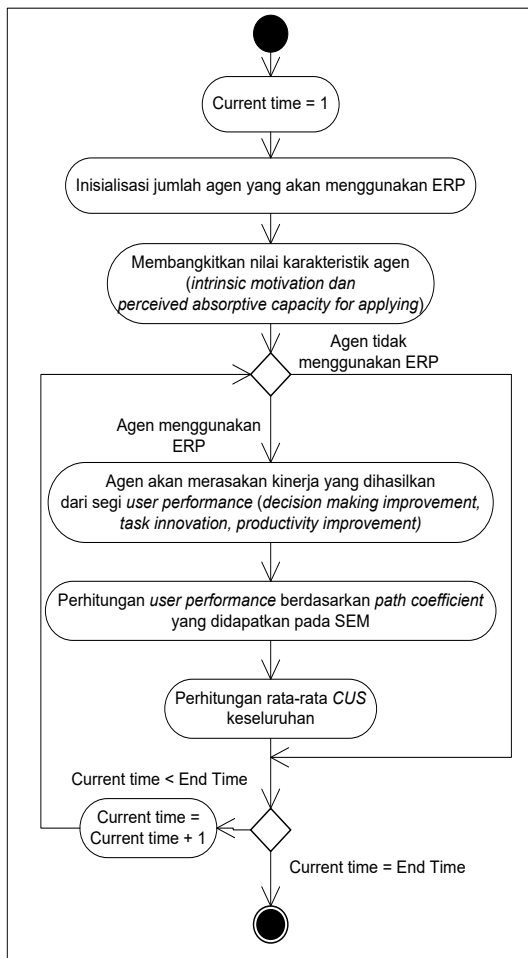 Current time = 1
Inisialisasi jumlah agen yang akan menggunakan ERP
Membangkitkan nilai karakteristik agen
(intrinsic motivation dan
perceived absorptive capacity for applying)
Agen tidak
menggunakan ERP
Agen menggunakan
ERP
Agen akan merasakan kinerja yang dihasilkan
dari segi user performance (decision making improvement,
task innovation, productivity improvement)
Perhitungan user performance berdasarkan path coefficient
yang didapatkan pada SEM
Perhitungan rata-rata CUS
keseluruhan
Current time < End Time
Current time =
Current time + 1
Current time = End Time